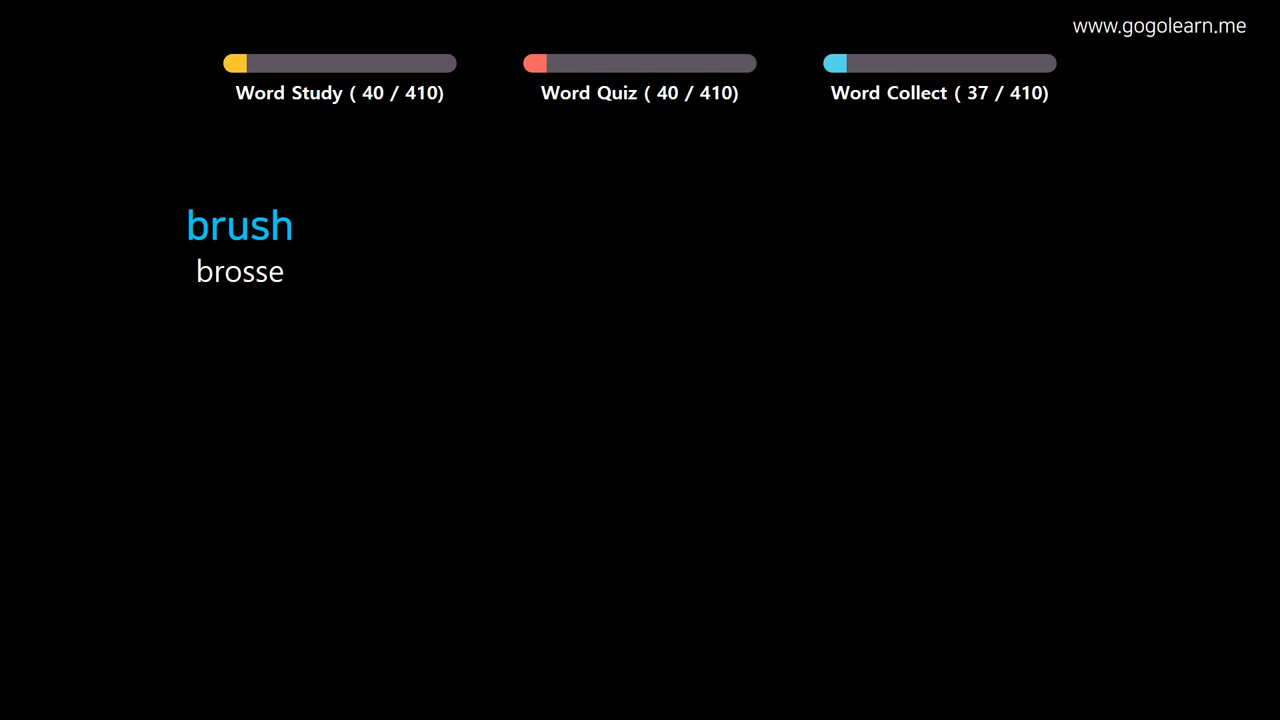 www.gogolearn.me
Word Study ( 40 / 410)
Word Quiz ( 40 / 410)
Word Collect ( 37 / 410)
brush
brosse